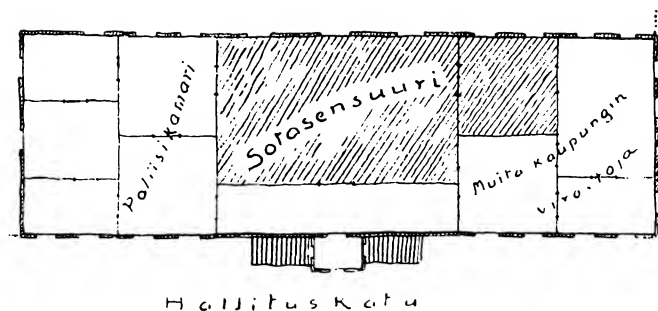 Poliisikamari
Sotasensuuri
Muita kaupungin
virastoja
Hallituskatu